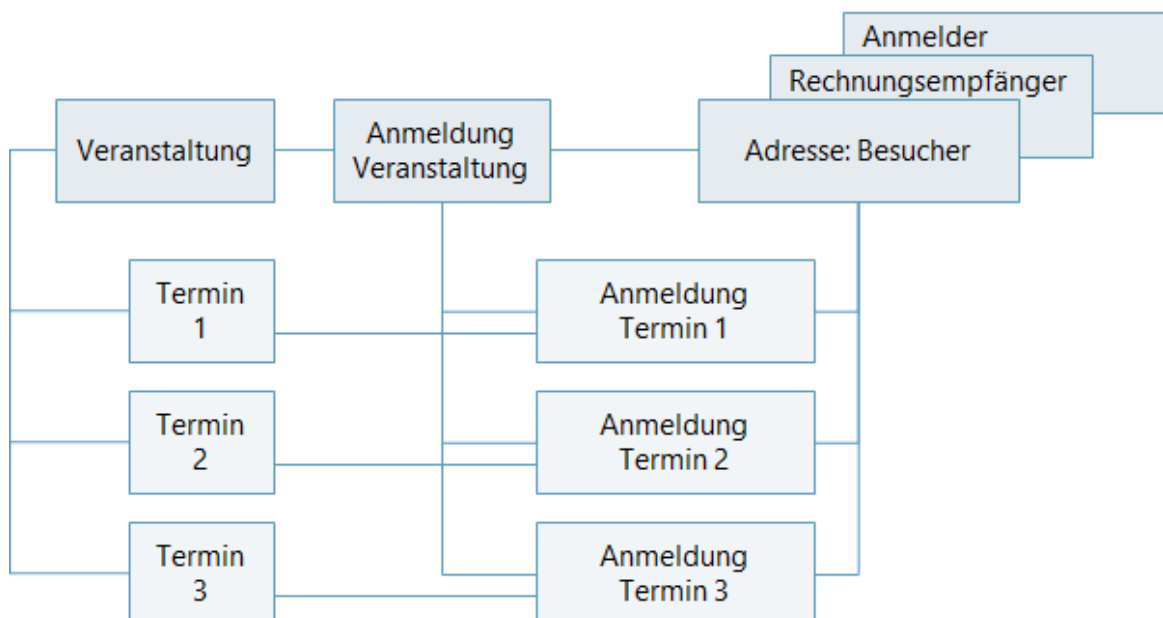 Anmelder
Rechnungsempfänger
Veranstaltung
Anmeldung
Veranstaltung
Adresse: Besucher
Termin
1
Anmeldung
Termin 1
Termin
2
Anmeldung
Termin 2
Termin
3
Anmeldung
Termin 3